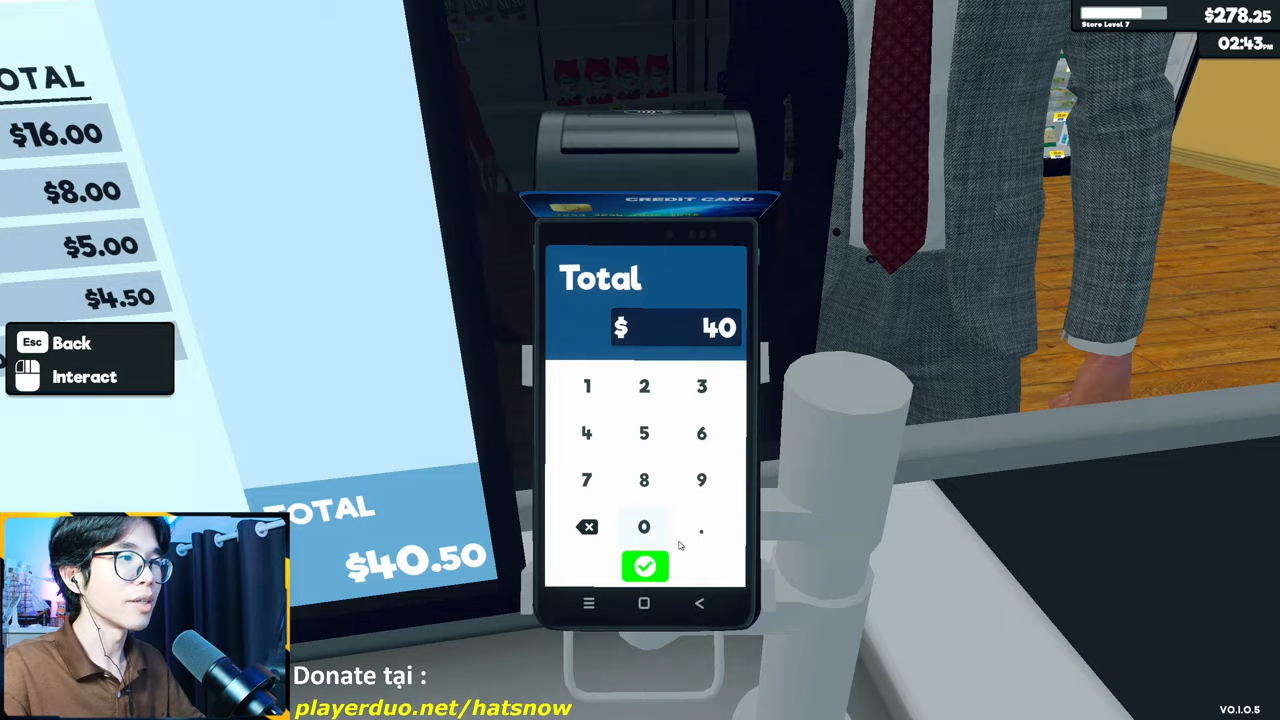 $278.25
Store Level 7
02:43PM
OTAL
$16.00
$8.00
$5.00
$4.50
Esc Back
Interact
CREDIT CARD
Total
$ 40
1 2 3
4 5 6
7 8 9
0 .
TOTAL
$40.50
Donate tại :
playerduo.net/hatsnow
V0.1.0.5